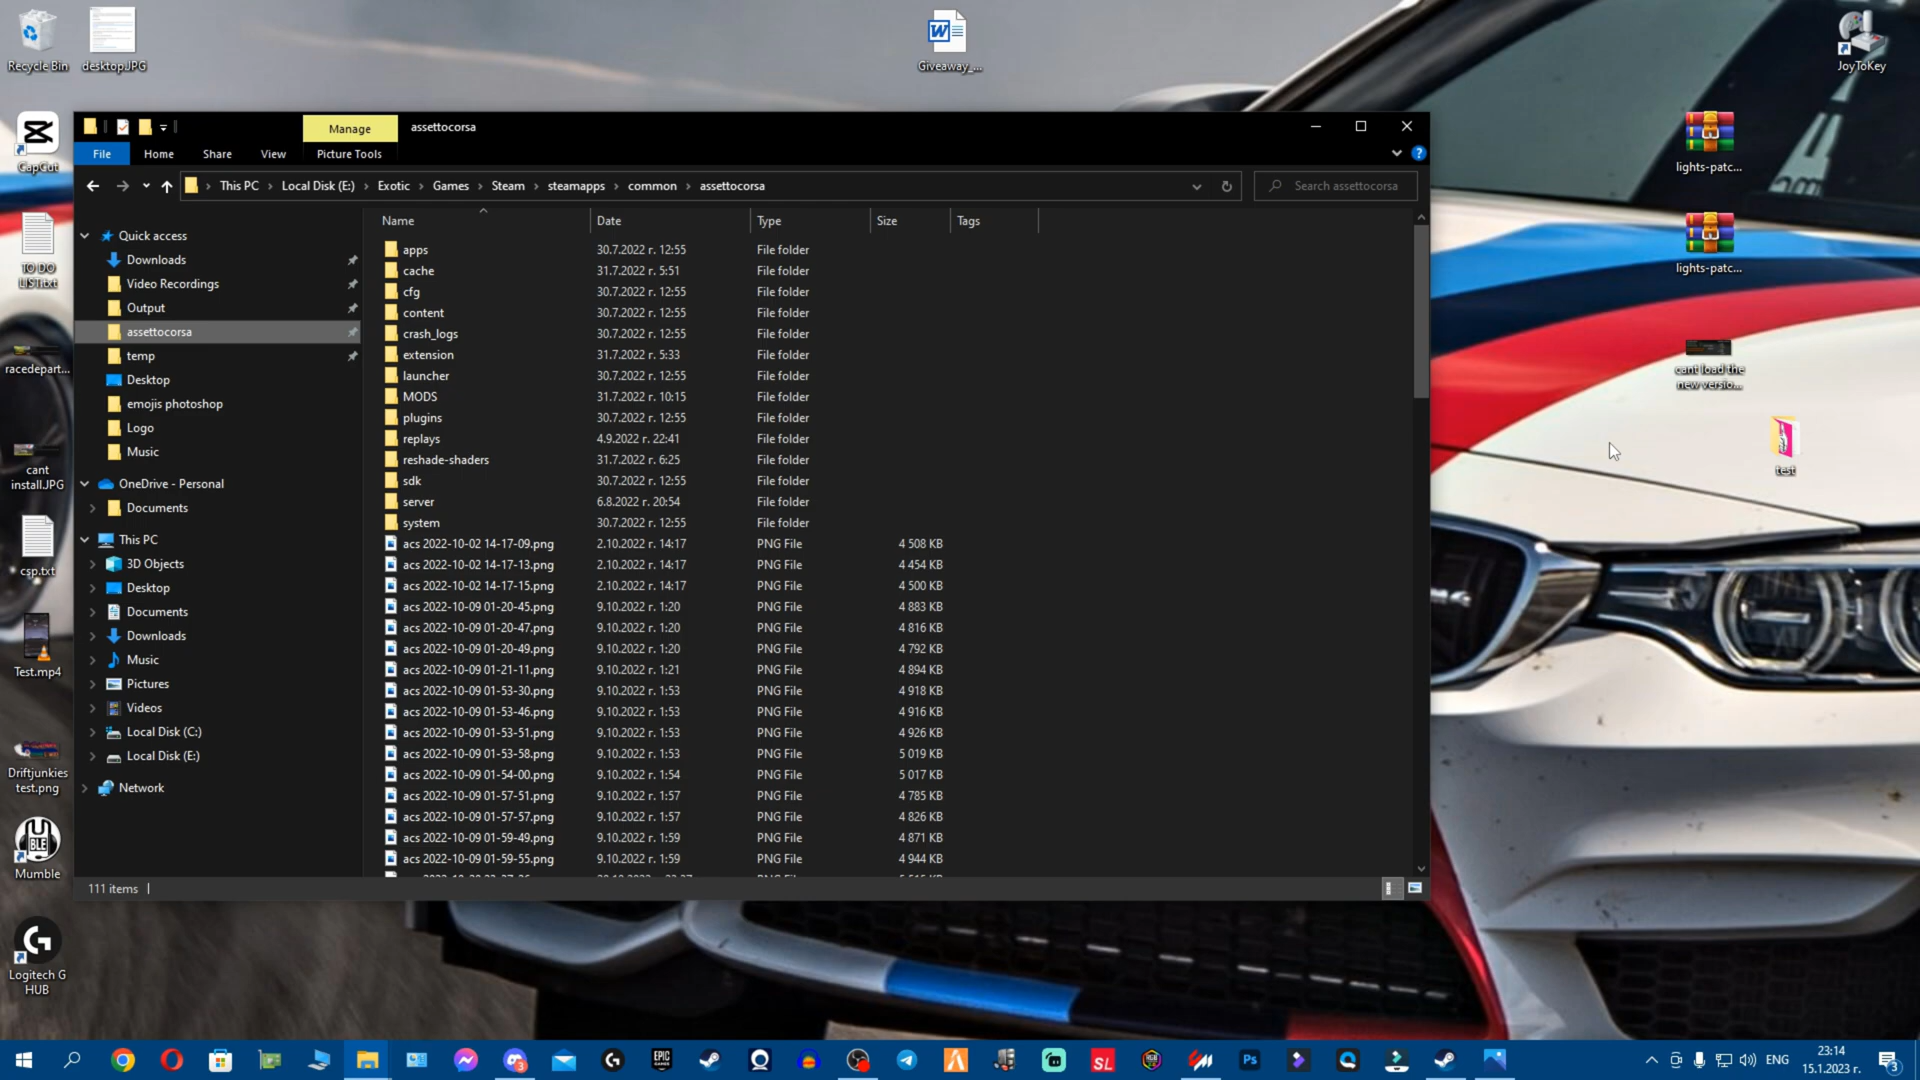 Recycle Bin
desktop.JPG
Giveaway_...
JoyToKey
CapCut
TO DO
LIST.txt
racedepart...
cant
install.JPG
csp.txt
Test.mp4
Driftjunkies
test.png
Mumble
Logitech G
HUB
lights-patc...
lights-patc...
cant load the
new versio...
test
Manage
assettocorsa
File
Home
Share
View
Picture Tools
This PC
Local Disk (E:)
Exotic
Games
Steam
steamapps
common
assettocorsa
Search assettocorsa
Quick access
Downloads
Video Recordings
Output
assettocorsa
temp
Desktop
emojis photoshop
Logo
Music
OneDrive - Personal
Documents
This PC
3D Objects
Desktop
Documents
Downloads
Music
Pictures
Videos
Local Disk (C:)
Local Disk (E:)
Network
Name Date Type Size Tags
apps 30.7.2022 г. 12:55 File folder
cache 31.7.2022 г. 5:51 File folder
cfg 30.7.2022 г. 12:55 File folder
content 30.7.2022 г. 12:55 File folder
crash_logs 30.7.2022 г. 12:55 File folder
extension 31.7.2022 г. 5:33 File folder
launcher 30.7.2022 г. 12:55 File folder
MODS 31.7.2022 г. 10:15 File folder
plugins 30.7.2022 г. 12:55 File folder
replays 4.9.2022 г. 22:41 File folder
reshade-shaders 31.7.2022 г. 6:25 File folder
sdk 30.7.2022 г. 12:55 File folder
server 6.8.2022 г. 20:54 File folder
system 30.7.2022 г. 12:55 File folder
acs 2022-10-02 14-17-09.png 2.10.2022 г. 14:17 PNG File 4 508 KB
acs 2022-10-02 14-17-13.png 2.10.2022 г. 14:17 PNG File 4 454 KB
acs 2022-10-02 14-17-15.png 2.10.2022 г. 14:17 PNG File 4 500 KB
acs 2022-10-09 01-20-45.png 9.10.2022 г. 1:20 PNG File 4 883 KB
acs 2022-10-09 01-20-47.png 9.10.2022 г. 1:20 PNG File 4 816 KB
acs 2022-10-09 01-20-49.png 9.10.2022 г. 1:20 PNG File 4 792 KB
acs 2022-10-09 01-21-11.png 9.10.2022 г. 1:21 PNG File 4 894 KB
acs 2022-10-09 01-53-30.png 9.10.2022 г. 1:53 PNG File 4 918 KB
acs 2022-10-09 01-53-46.png 9.10.2022 г. 1:53 PNG File 4 916 KB
acs 2022-10-09 01-53-51.png 9.10.2022 г. 1:53 PNG File 4 926 KB
acs 2022-10-09 01-53-58.png 9.10.2022 г. 1:53 PNG File 5 019 KB
acs 2022-10-09 01-54-00.png 9.10.2022 г. 1:54 PNG File 5 017 KB
acs 2022-10-09 01-57-51.png 9.10.2022 г. 1:57 PNG File 4 785 KB
acs 2022-10-09 01-57-57.png 9.10.2022 г. 1:57 PNG File 4 826 KB
acs 2022-10-09 01-59-49.png 9.10.2022 г. 1:59 PNG File 4 871 KB
acs 2022-10-09 01-59-55.png 9.10.2022 г. 1:59 PNG File 4 944 KB
111 items
EPIC
GAMES
SL
Ps
ENG
23:14
15.1.2023 г.
3